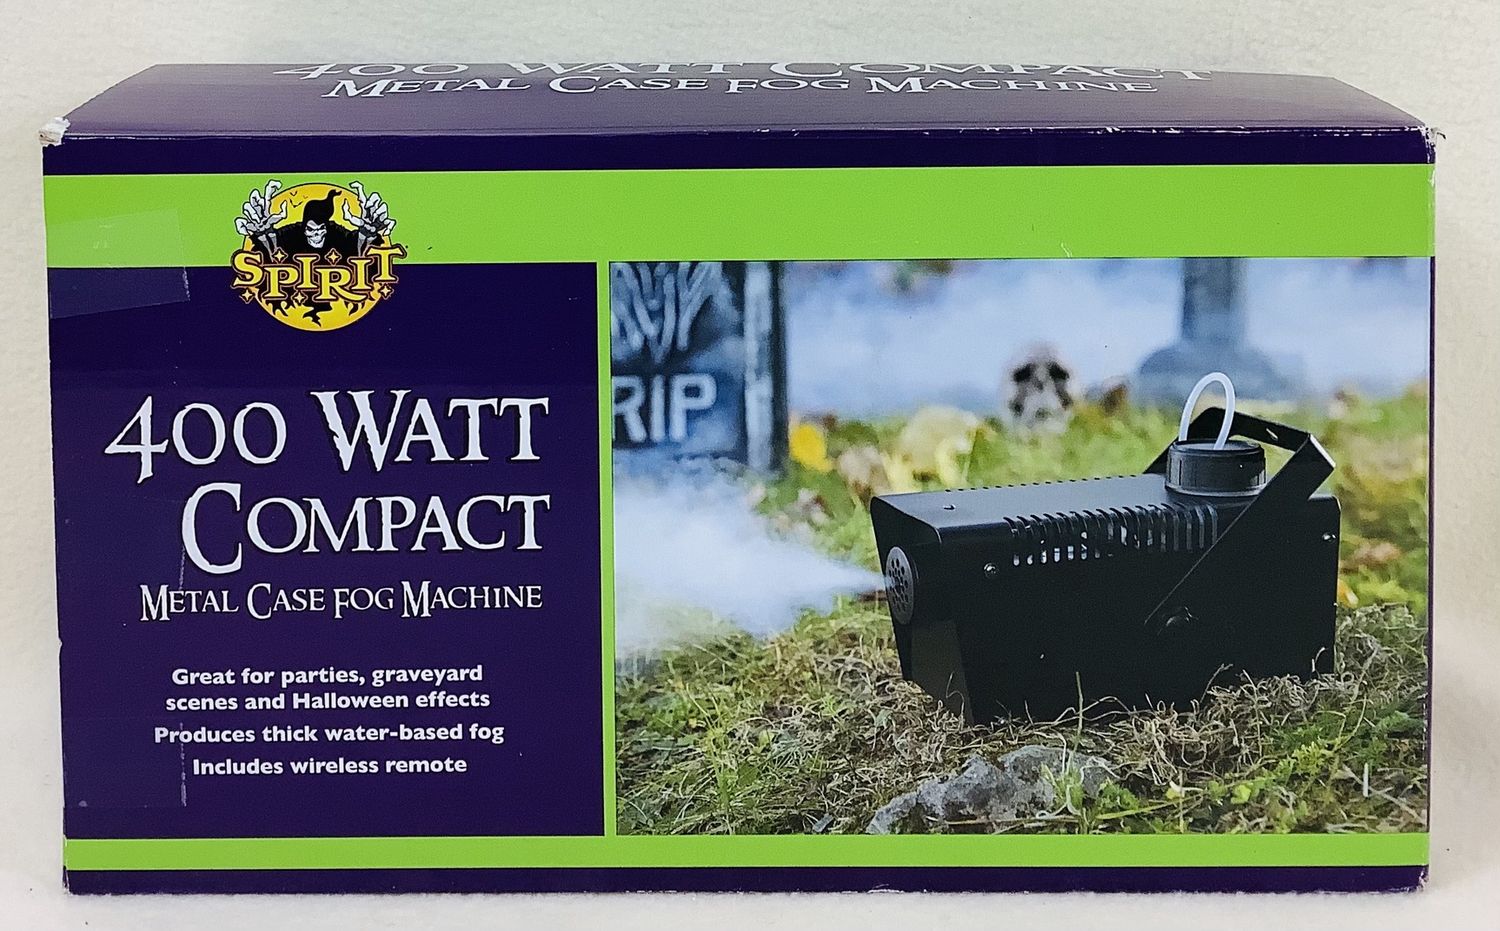 400 WATT COMPACT
METAL CASE FOG MACHINE
SPIRIT
400 WATT
COMPACT
METAL CASE FOG MACHINE
Great for parties, graveyard
scenes and Halloween effects
Produces thick water-based fog
Includes wireless remote
RIP